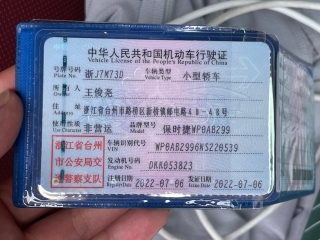 中华人民共和国机动车行驶证
Vehicle License of the People's Republic of China
号牌号码 浙J7M73D 车辆类型 小型轿车
Plate No. Vehicle Type
所有人 王俊尧
Owner
住址 浙江省台州市路桥区新桥镇邮电路48-48号
Address
使用性质 非营运 品牌型号 保时捷WP0AB299
Use Character Model
浙江省台州市公安局交通警察支队
车辆识别代号 WP0AB2996NS220539
VIN
发动机号码 DKK053823
Engine No.
注册日期 2022-07-06 发证日期 2022-07-06
Register Date Issue Date